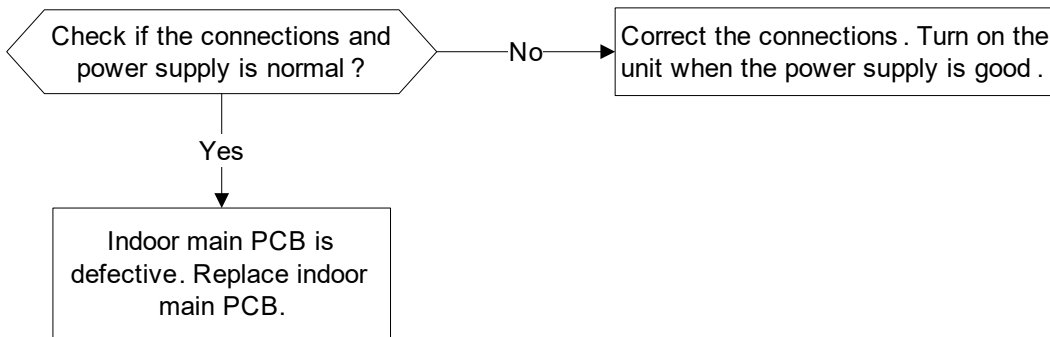 Check if the connections and
power supply is normal ?
No
Correct the connections . Turn on the
unit when the power supply is good .
Yes
Indoor main PCB is
defective. Replace indoor
main PCB.